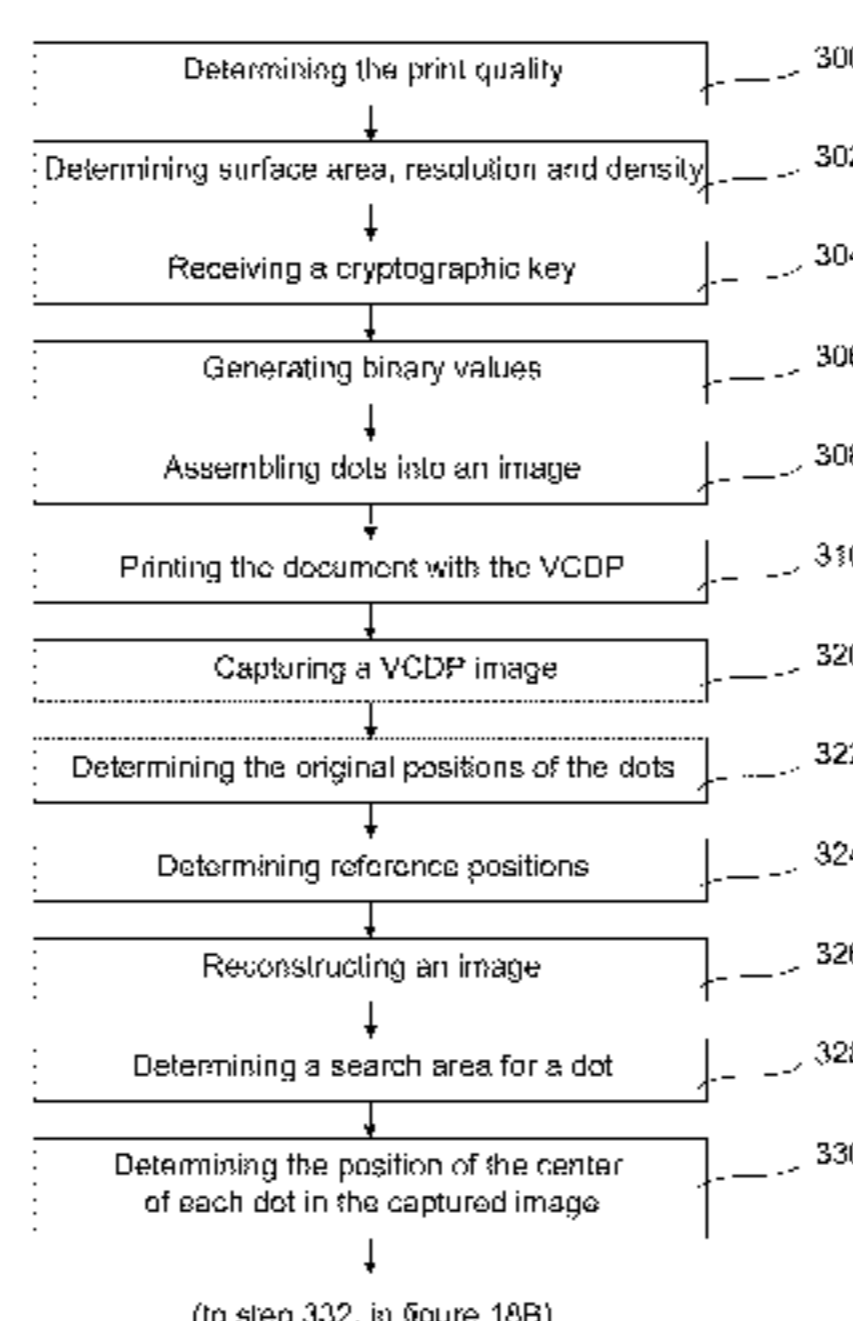 Determining the print quality
300
Determining surface area, resolution and density
302
Receiving a cryptographic key
304
Generating binary values
306
Assembling dots into an image
308
Printing the document with the VCDP
310
Capturing a VCDP image
320
Determining the original positions of the dots
322
Determining reference positions
324
Reconstructing an image
326
Determining a search area for a dot
328
Determining the position of the center
of each dot in the captured image
330
(to step 332, in figure 18B)